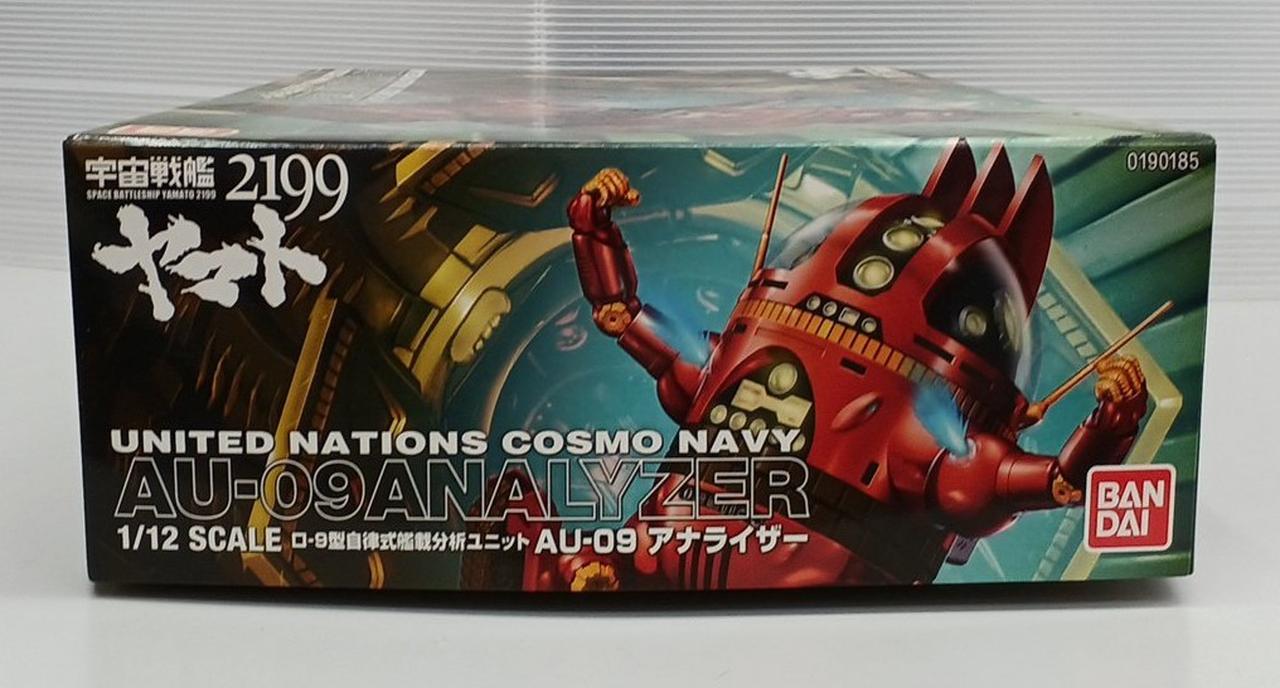 宇宙戦艦 2199
SPACE BATTLESHIP YAMATO 2199
ヤマト
0190185
UNITED NATIONS COSMO NAVY
AU-09ANALYZER
1/12 SCALE ロ-9型自律式艦載分析ユニット AU-09 アナライザー
BAN
DAI